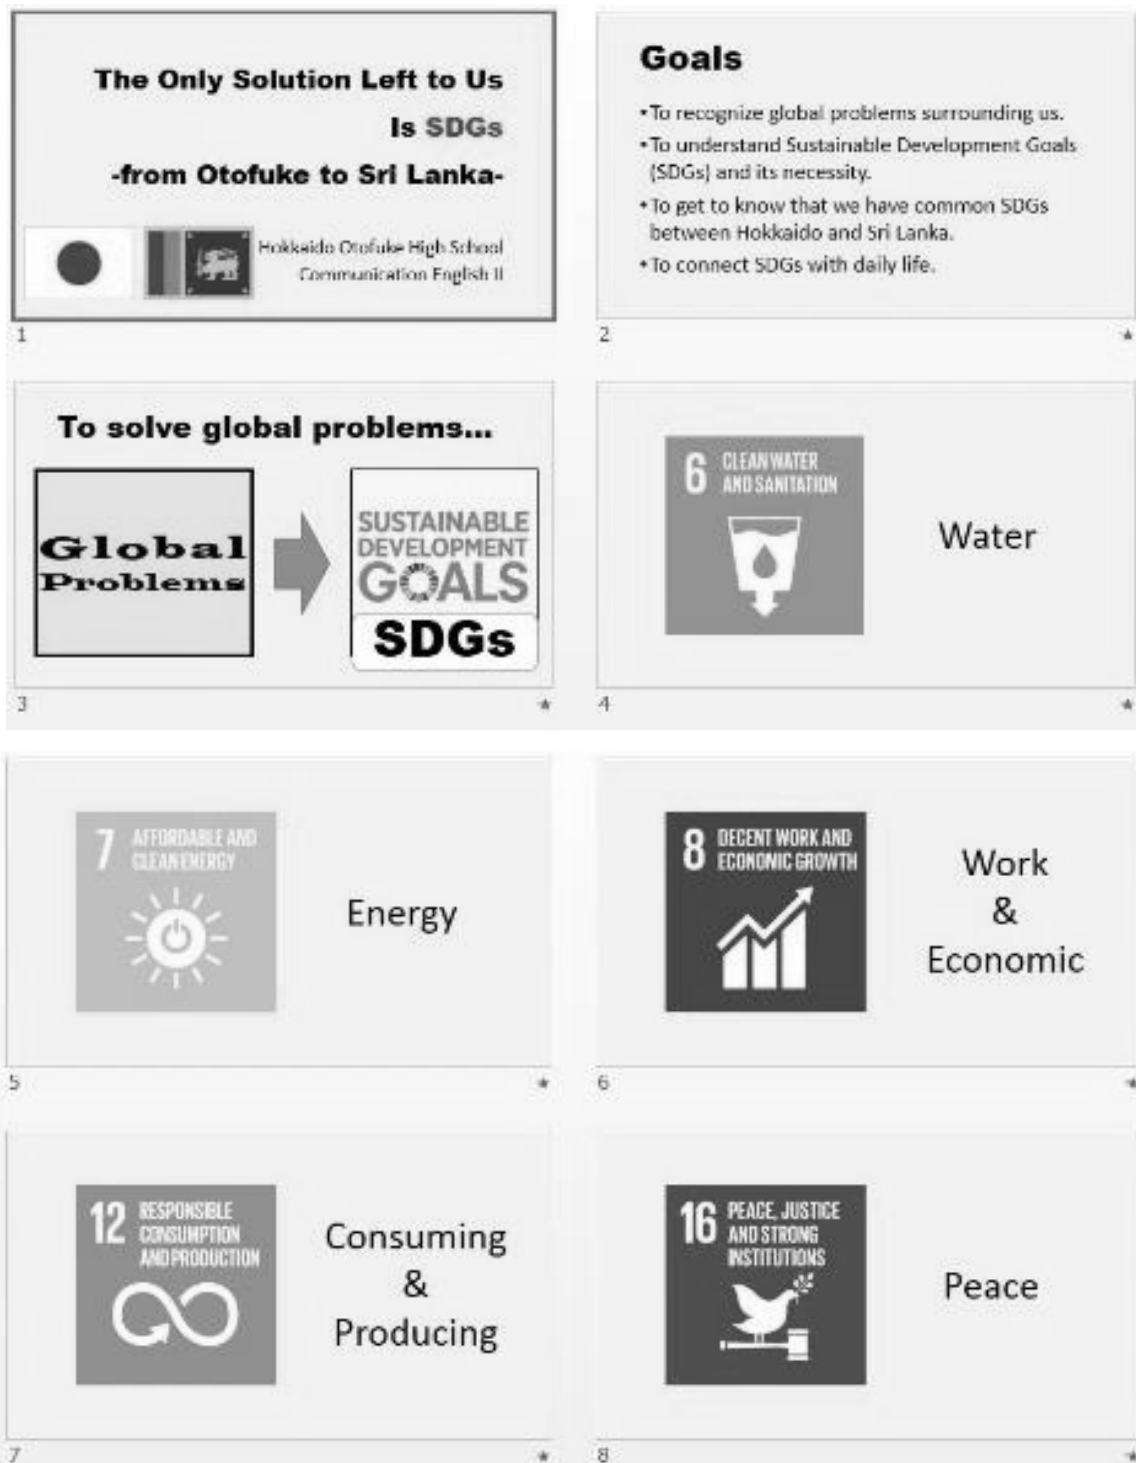 The Only Solution Left to Us
Is SDGs
-from Otofuke to Sri Lanka-
Hokkaido Otofuke High School
Communication English II
1
Goals
•To recognize global problems surrounding us.
•To understand Sustainable Development Goals
(SDGs) and its necessity.
•To get to know that we have common SDGs
between Hokkaido and Sri Lanka.
•To connect SDGs with daily life.
2
To solve global problems...
Global
Problems
SUSTAINABLE
DEVELOPMENT
GOALS
SDGs
3
6 CLEAN WATER
AND SANITATION
Water
4
7 AFFORDABLE AND
CLEAN ENERGY
Energy
5
8 DECENT WORK AND
ECONOMIC GROWTH
Work
&
Economic
6
12 RESPONSIBLE
CONSUMPTION
AND PRODUCTION
Consuming
&
Producing
7
16 PEACE, JUSTICE
AND STRONG
INSTITUTIONS
Peace
8